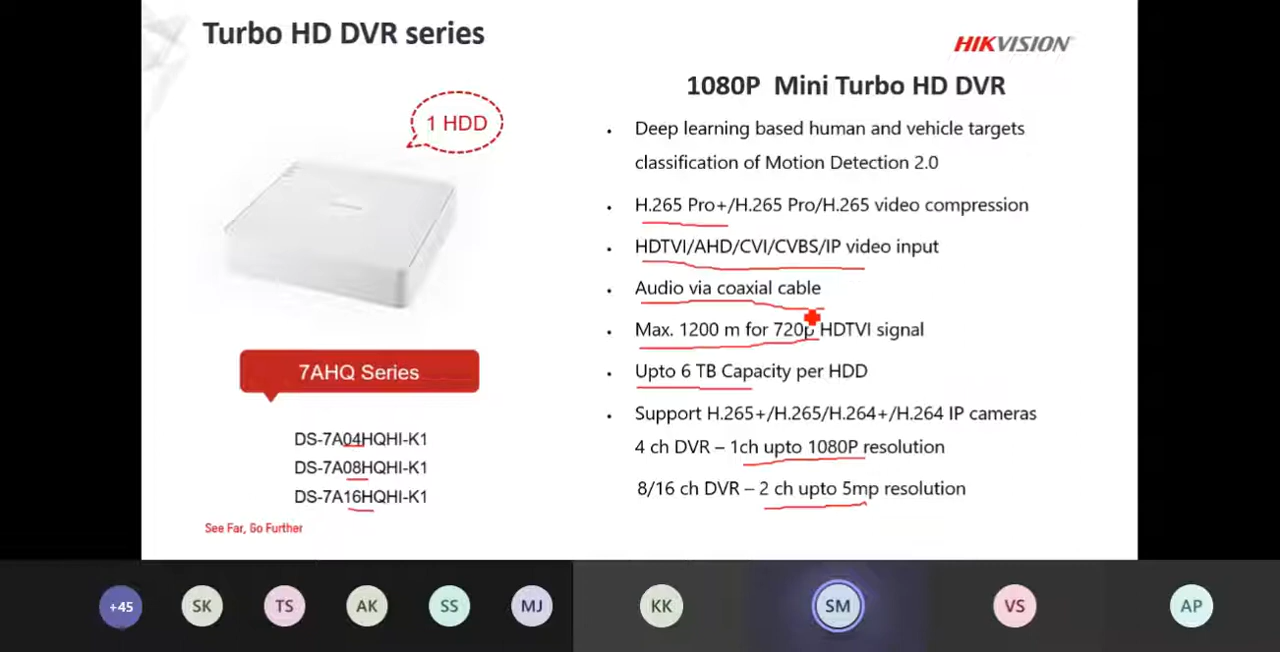 Turbo HD DVR series
HIKVISION
1080P Mini Turbo HD DVR
1 HDD
Deep learning based human and vehicle targets
classification of Motion Detection 2.0
H.265 Pro+/H.265 Pro/H.265 video compression
HDTVI/AHD/CVI/CVBS/IP video input
Audio via coaxial cable
Max. 1200 m for 720p HDTVI signal
7AHQ Series
Upto 6 TB Capacity per HDD
Support H.265+/H.265/H.264+/H.264 IP cameras
4 ch DVR – 1ch upto 1080P resolution
8/16 ch DVR – 2 ch upto 5mp resolution
DS-7A04HQHI-K1
DS-7A08HQHI-K1
DS-7A16HQHI-K1
See Far, Go Further
+45
SK
TS
AK
SS
MJ
KK
SM
VS
AP